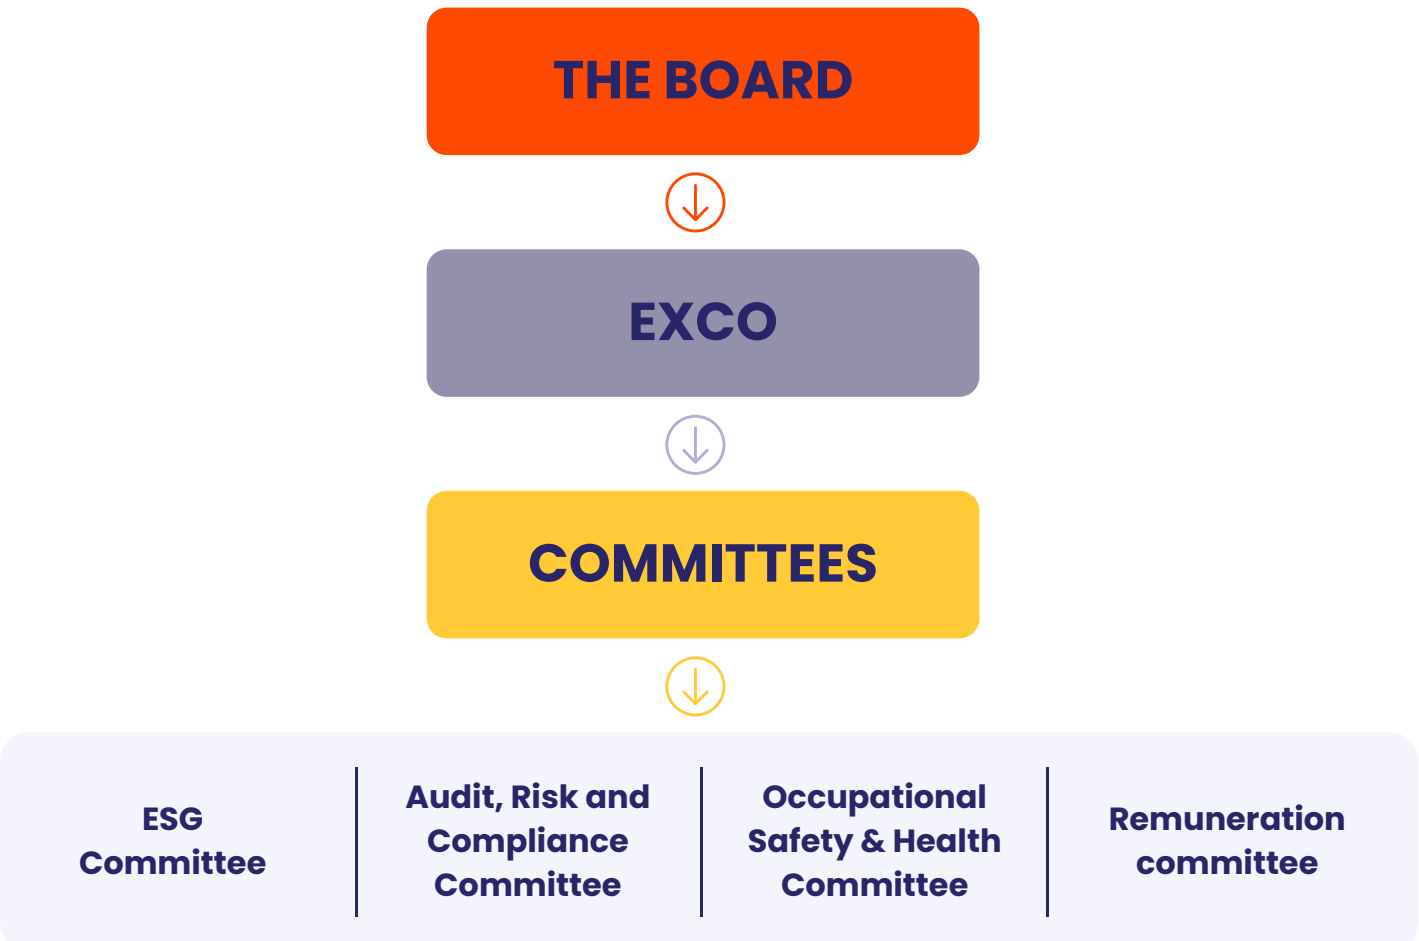 THE BOARD
EXCO
COMMITTEES
ESG
Committee
Audit, Risk and
Compliance
Committee
Occupational
Safety & Health
Committee
Remuneration
committee